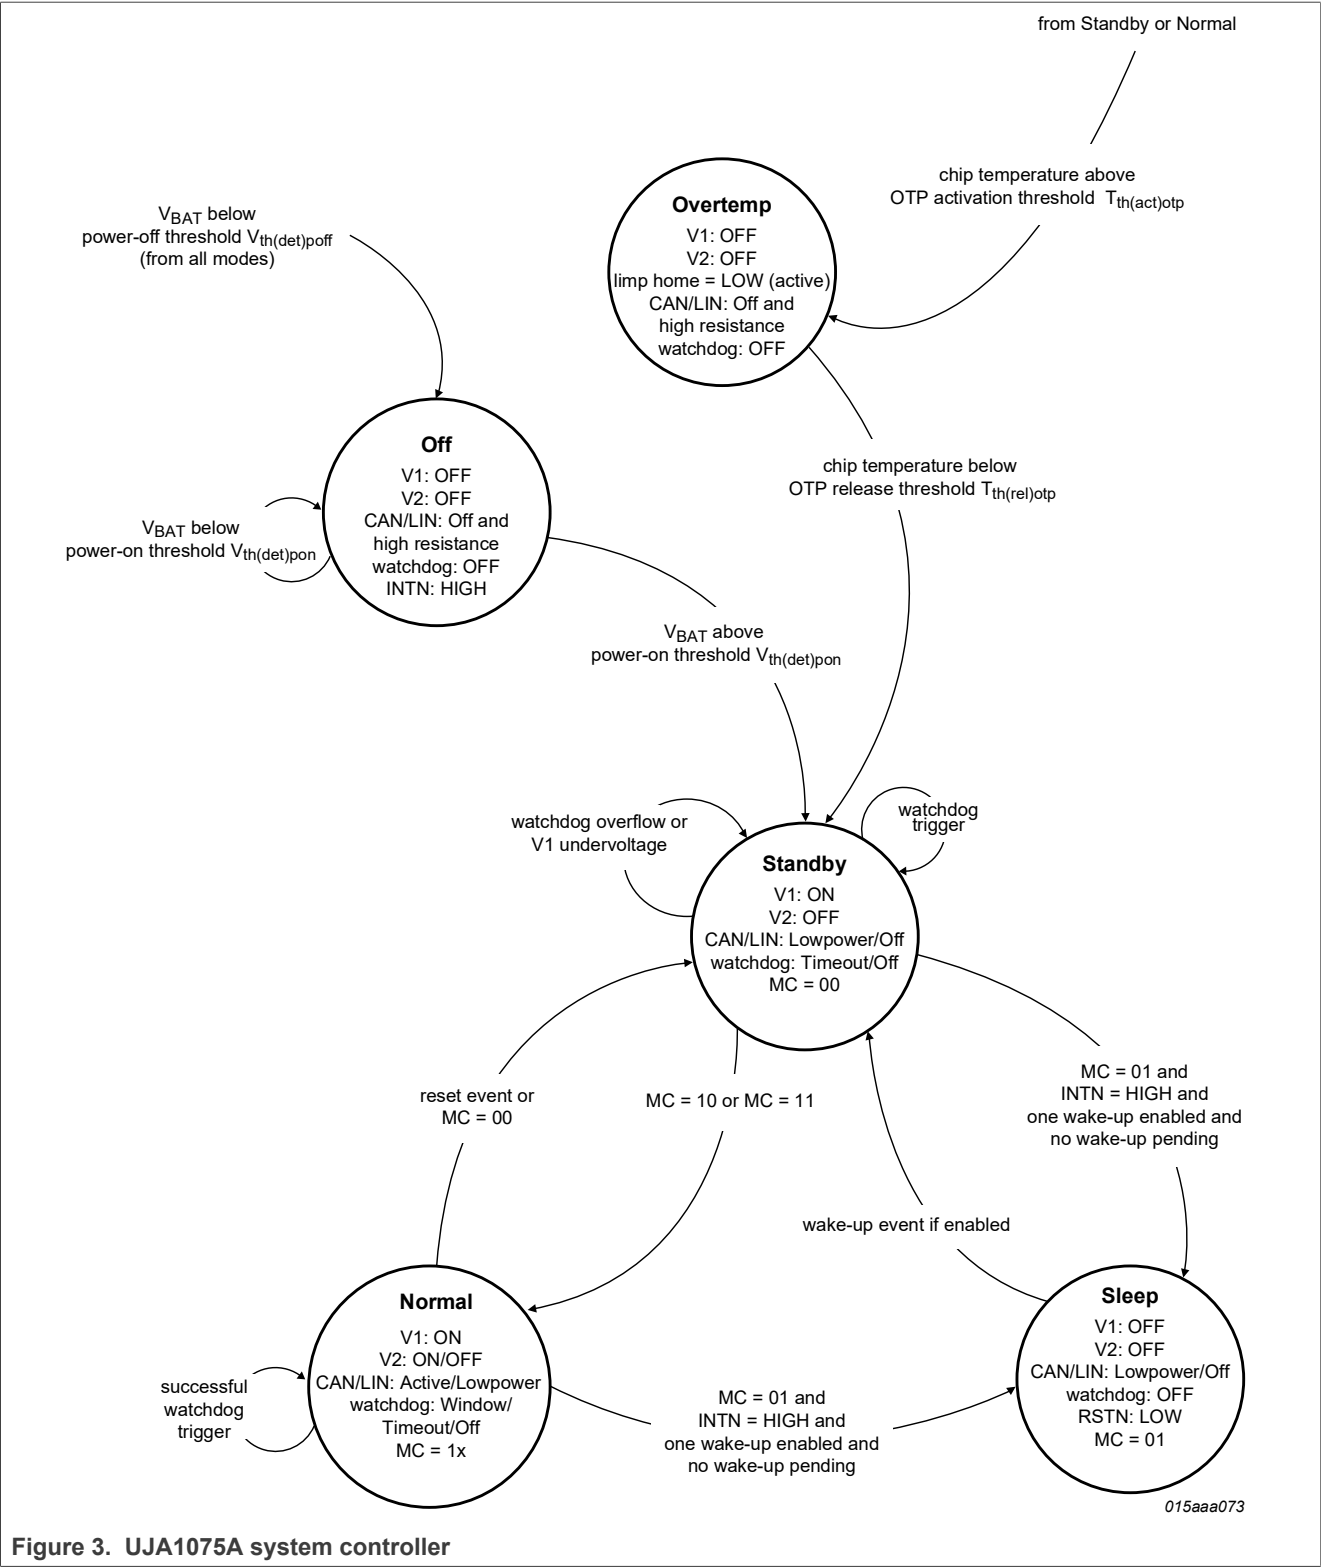 from Standby or Normal
chip temperature above
OTP activation threshold Tth(act)otp
Overtemp
V1: OFF
V2: OFF
limp home = LOW (active)
CAN/LIN: Off and
high resistance
watchdog: OFF
VBAT below
power-off threshold Vth(det)poff
(from all modes)
Off
V1: OFF
V2: OFF
CAN/LIN: Off and
high resistance
watchdog: OFF
INTN: HIGH
VBAT below
power-on threshold Vth(det)pon
chip temperature below
OTP release threshold Tth(rel)otp
VBAT above
power-on threshold Vth(det)pon
watchdog overflow or
V1 undervoltage
watchdog
trigger
Standby
V1: ON
V2: OFF
CAN/LIN: Lowpower/Off
watchdog: Timeout/Off
MC = 00
reset event or
MC = 00
MC = 10 or MC = 11
MC = 01 and
INTN = HIGH and
one wake-up enabled and
no wake-up pending
wake-up event if enabled
Normal
V1: ON
V2: ON/OFF
CAN/LIN: Active/Lowpower
watchdog: Window/
Timeout/Off
MC = 1x
successful
watchdog
trigger
MC = 01 and
INTN = HIGH and
one wake-up enabled and
no wake-up pending
Sleep
V1: OFF
V2: OFF
CAN/LIN: Lowpower/Off
watchdog: OFF
RSTN: LOW
MC = 01
015aaa073
Figure 3. UJA1075A system controller